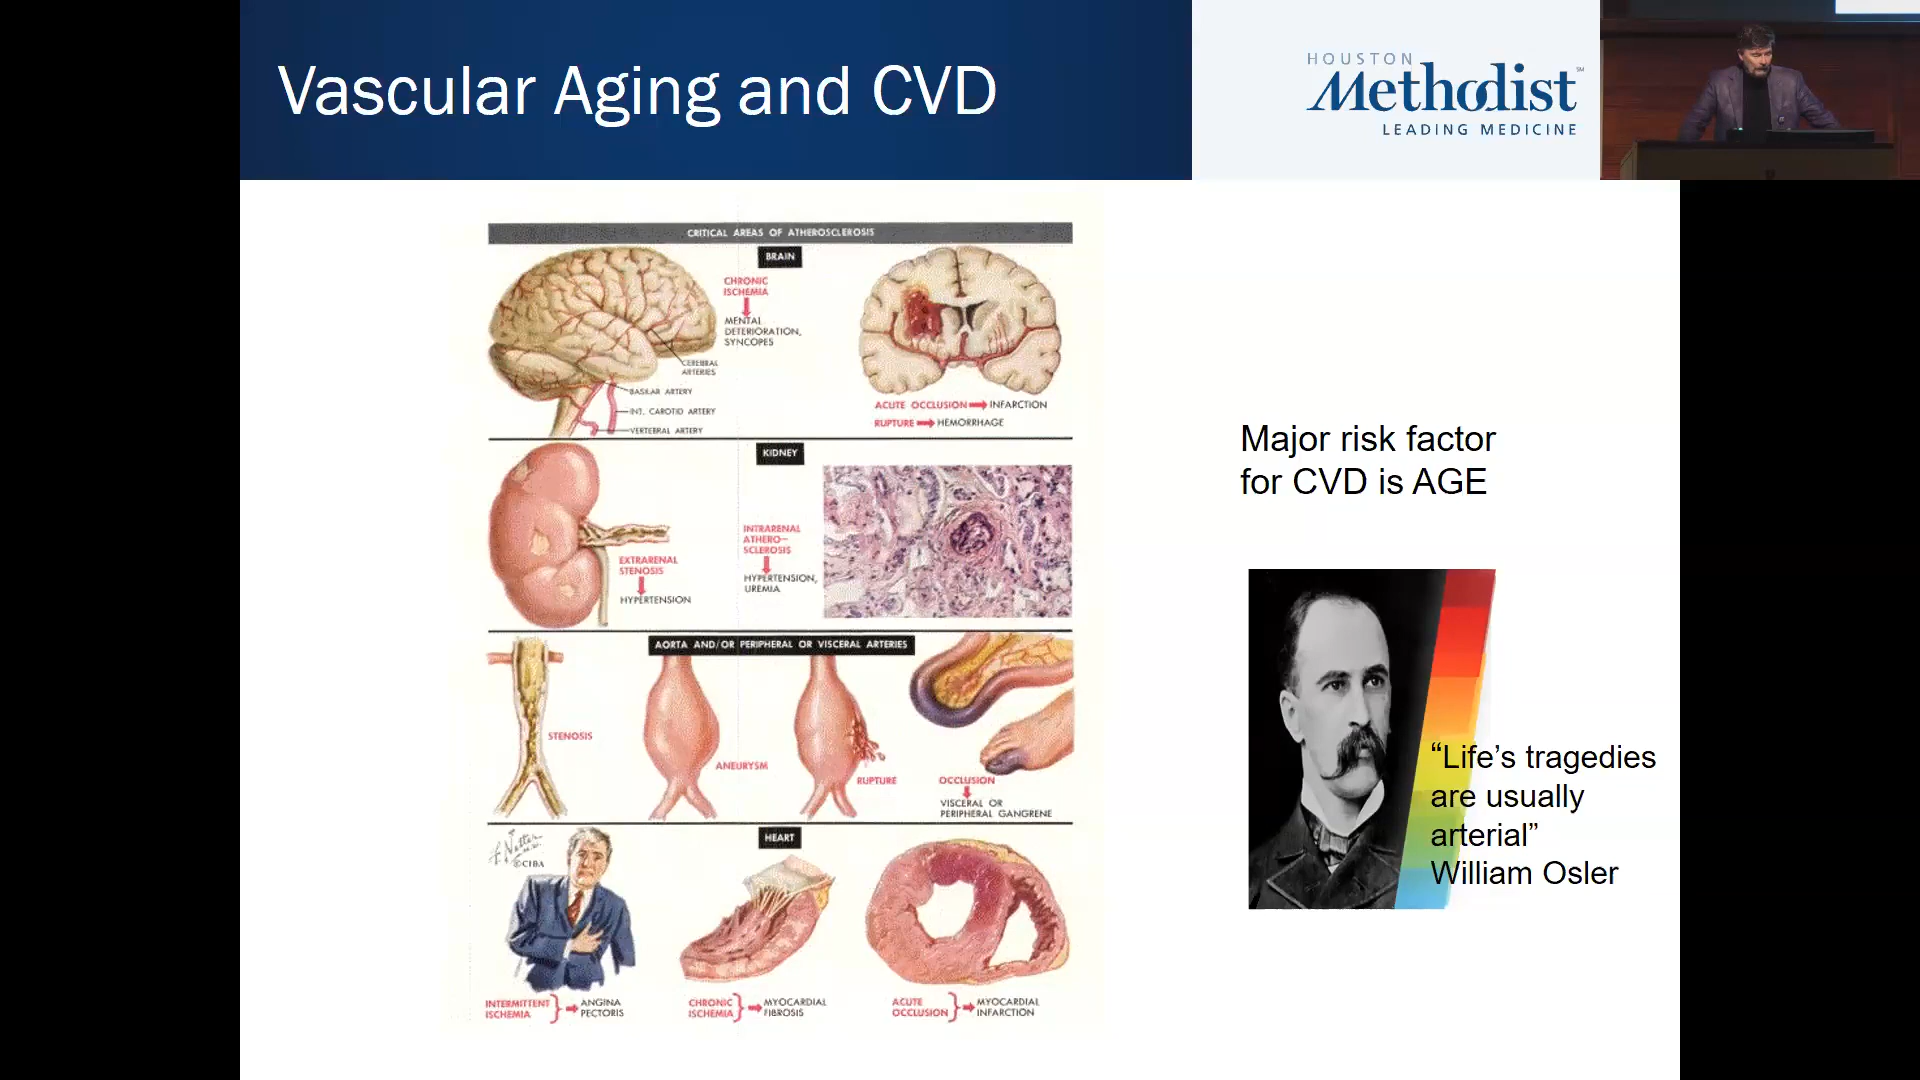 Vascular Aging and CVD
HOUSTON
Methodist
SM
LEADING MEDICINE
CRITICAL AREAS OF ATHEROSCLEROSIS
BRAIN
CHRONIC
ISCHEMIA
MENTAL
DETERIORATION,
SYNCOPES
CEREBRAL
ARTERIES
BASILAR ARTERY
INT. CAROTID ARTERY
VERTEBRAL ARTERY
ACUTE OCCLUSION INFARCTION
RUPTURE HEMORRHAGE
KIDNEY
EXTRARENAL
STENOSIS
HYPERTENSION
INTRARENAL
ATHERO-
SCLEROSIS
HYPERTENSION,
UREMIA
AORTA AND/OR PERIPHERAL OR VISCERAL ARTERIES
STENOSIS
ANEURYSM
RUPTURE
OCCLUSION
VISCERAL OR
PERIPHERAL GANGRENE
HEART
F. Netter
M.D.
©CIBA
INTERMITTENT
ISCHEMIA
ANGINA
PECTORIS
CHRONIC
ISCHEMIA
MYOCARDIAL
FIBROSIS
ACUTE
OCCLUSION
MYOCARDIAL
INFARCTION
Major risk factor
for CVD is AGE
“Life’s tragedies
are usually
arterial”
William Osler